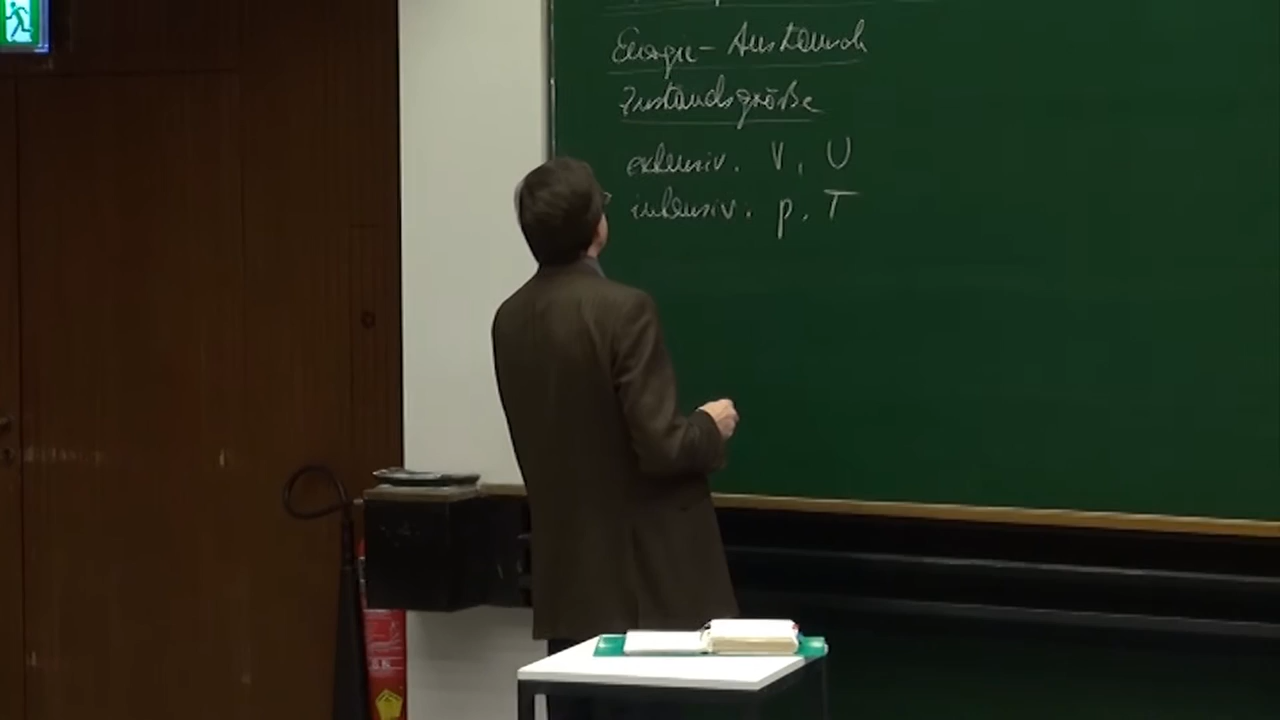 Energie-Austausch
Zustandsgröße
extensiv. V, U
intensiv. p, T